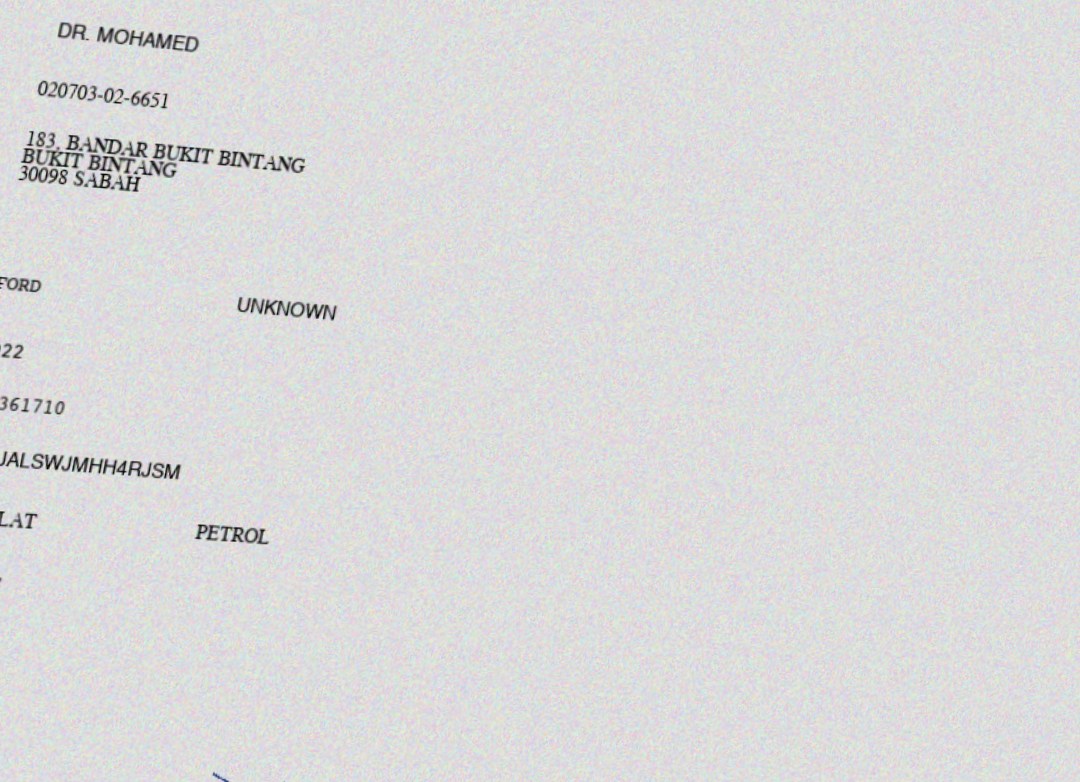 DR. MOHAMED
020703-02-6651
183, BANDAR BUKIT BINTANG
BUKIT BINTANG
30098 SABAH
FORD UNKNOWN
22
361710
JALSWJMHH4RJSM
LAT PETROL